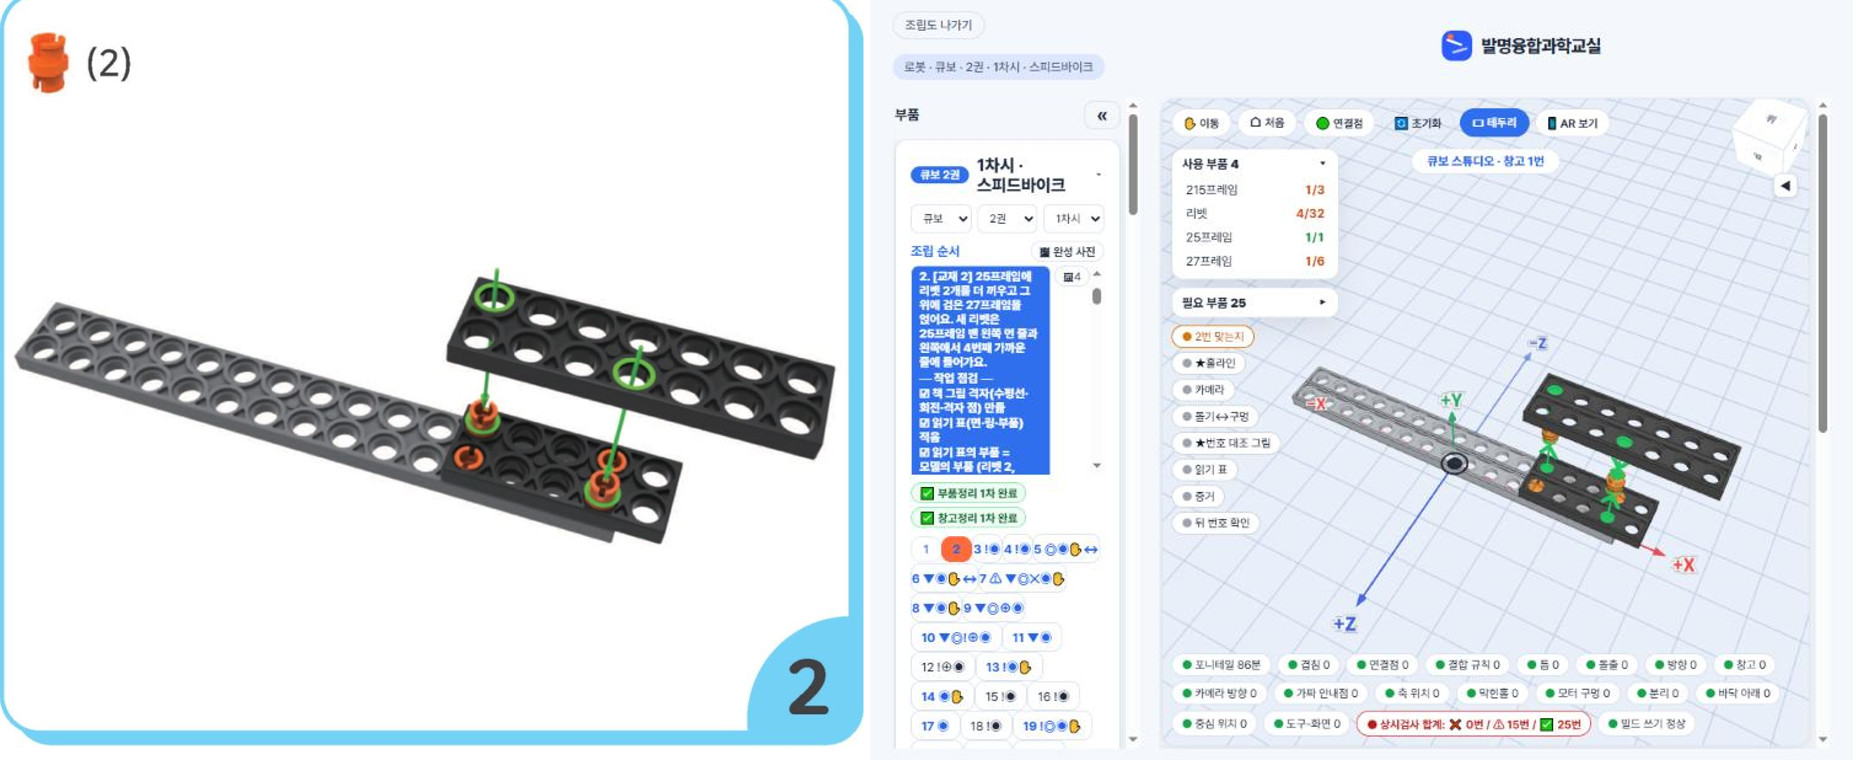 (2)
2
조립도 나가기
로봇 · 큐보 · 2권 · 1차시 · 스피드바이크
발명융합과학교실
부품
«
큐보 2권
1차시 ·
스피드바이크
큐보
2권
1차시
조립 순서
완성 사진
2. [교재 2] 25프레임에
리벳 2개를 더 끼우고 그
위에 검은 27프레임을
얹어요. 새 리벳은
25프레임 맨 왼쪽 먼 줄과
왼쪽에서 4번째 가까운
줄에 들어가요.
— 작업 점검 —
☑ 책 그림 격자(수평선·
회전·격자 점) 만듦
☑ 읽기 표(면·링·부품)
적음
☑ 읽기 표의 부품 =
모델의 부품 (리벳 2,
4
✅ 부품정리 1차 완료
✅ 창고정리 1차 완료
1 2 3 !◉ 4 !◉ 5 ◎◉✋↔
6 ▼◉✋↔ 7 ⚠▼◎✕◉✋
8 ▼◉✋ 9 ▼◎⊕◉
10 ▼◎!⊕◉ 11 ▼◉
12 !⊕◉ 13 !◉✋
14 ◉✋ 15 !◉ 16 !◉
17 ◉ 18 !◉ 19 !◎◉✋
이동
처음
연결점
초기화
테두리
AR 보기
큐보 스튜디오 · 창고 1번
사용 부품 4
215프레임 1/3
리벳 4/32
25프레임 1/1
27프레임 1/6
필요 부품 25
2번 맞는지
★홀라인
카메라
돌기↔구멍
★번호 대조 그림
읽기 표
증거
뒤 번호 확인
-Z
+Y
-X
+X
+Z
포니테일 86분
겹침 0
연결점 0
결합 규칙 0
틈 0
돌출 0
방향 0
창고 0
카메라 방향 0
가짜 안내점 0
축 위치 0
막힌홀 0
모터 구멍 0
분리 0
바닥 아래 0
중심 위치 0
도구-화면 0
상시검사 합계: ✖ 0번 / ⚠ 15번 / ✅ 25번
빌드 쓰기 정상